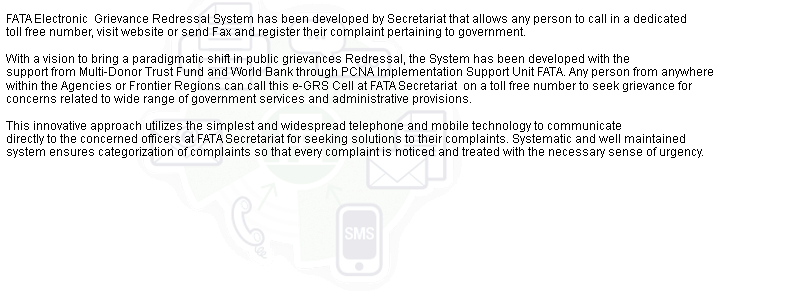 FATA Electronic  Grievance Redressal System has been developed by Secretariat that allows any person to call in a dedicated
toll free number, visit website or send Fax and register their complaint pertaining to government.
With a vision to bring a paradigmatic shift in public grievances Redressal, the System has been developed with the
support from Multi-Donor Trust Fund and World Bank through PCNA Implementation Support Unit FATA. Any person from anywhere
within the Agencies or Frontier Regions can call this e-GRS Cell at FATA Secretariat  on a toll free number to seek grievance for
concerns related to wide range of government services and administrative provisions.
This innovative approach utilizes the simplest and widespread telephone and mobile technology to communicate
directly to the concerned officers at FATA Secretariat for seeking solutions to their complaints. Systematic and well maintained
system ensures categorization of complaints so that every complaint is noticed and treated with the necessary sense of urgency.
SMS